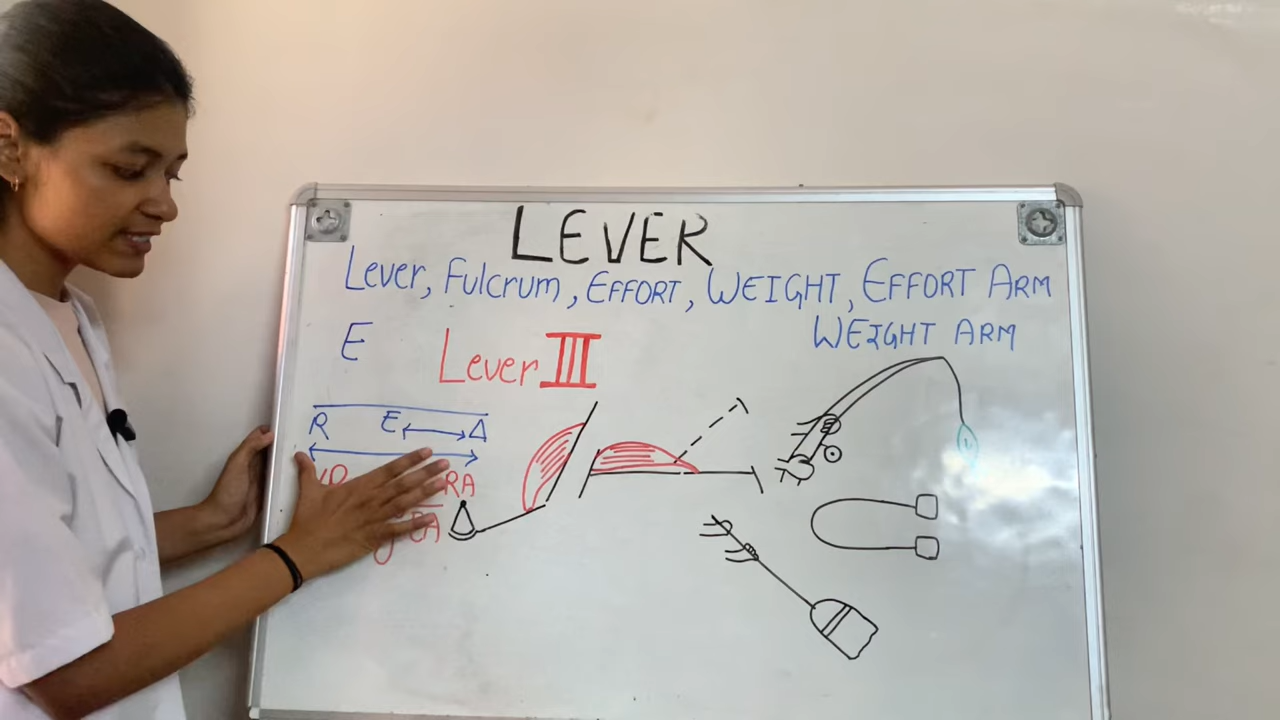 LEVER
Lever, Fulcrum, EFFORT, WEIGHT, EFFORT ARM
WEIGHT ARM
E
Lever III
R E Δ
RA